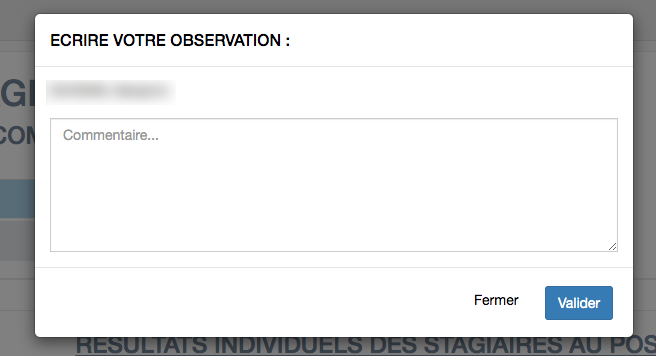 ECRIRE VOTRE OBSERVATION :
Commentaire...
Fermer
Valider
RESULTATS INDIVIDUELS DES STAGIAIRES AU POS